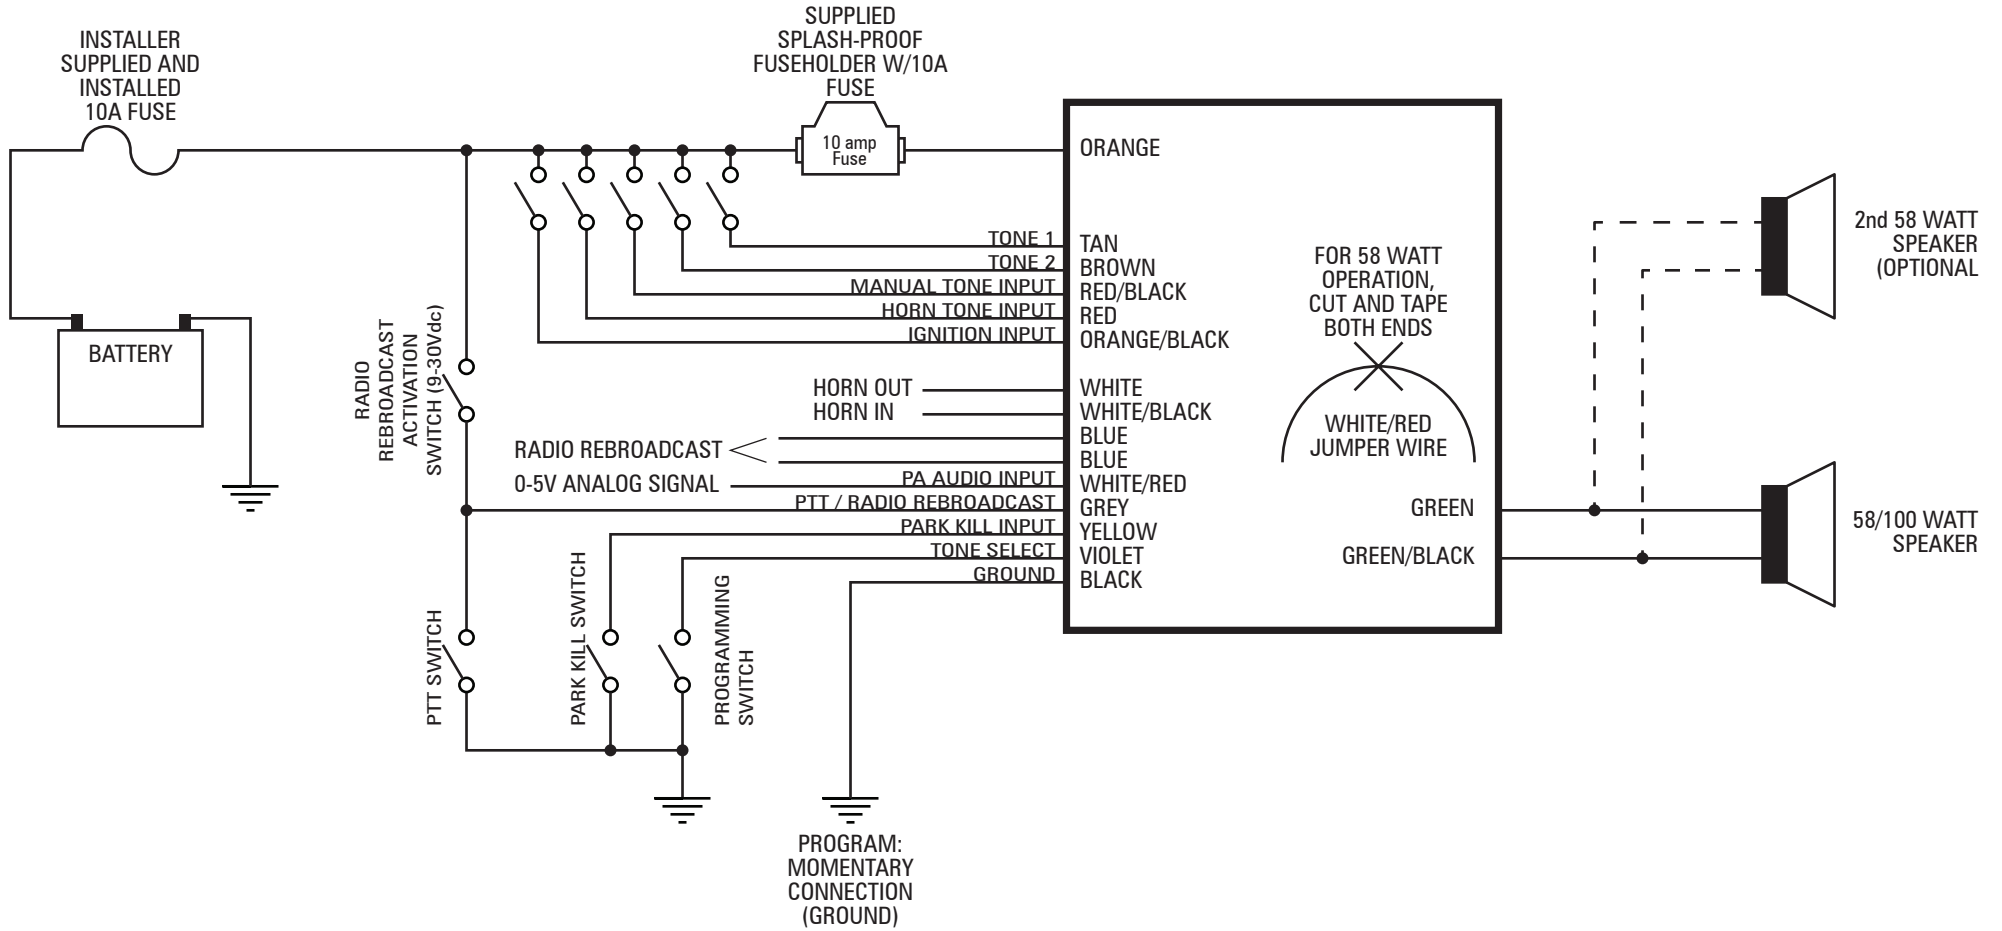 INSTALLER
SUPPLIED AND
INSTALLED
10A FUSE
SUPPLIED
SPLASH-PROOF
FUSEHOLDER W/10A
FUSE
10 amp
Fuse
BATTERY
RADIO
REBROADCAST
ACTIVATION
SWITCH (9-30Vdc)
TONE 1
TONE 2
MANUAL TONE INPUT
HORN TONE INPUT
IGNITION INPUT
HORN OUT
HORN IN
RADIO REBROADCAST
0-5V ANALOG SIGNAL
PA AUDIO INPUT
PTT / RADIO REBROADCAST
PARK KILL INPUT
TONE SELECT
GROUND
ORANGE
TAN
BROWN
RED/BLACK
RED
ORANGE/BLACK
WHITE
WHITE/BLACK
BLUE
BLUE
WHITE/RED
GREY
YELLOW
VIOLET
BLACK
FOR 58 WATT
OPERATION,
CUT AND TAPE
BOTH ENDS
WHITE/RED
JUMPER WIRE
GREEN
GREEN/BLACK
2nd 58 WATT
SPEAKER
(OPTIONAL
58/100 WATT
SPEAKER
PTT SWITCH
PARK KILL SWITCH
PROGRAMMING
SWITCH
PROGRAM:
MOMENTARY
CONNECTION
(GROUND)